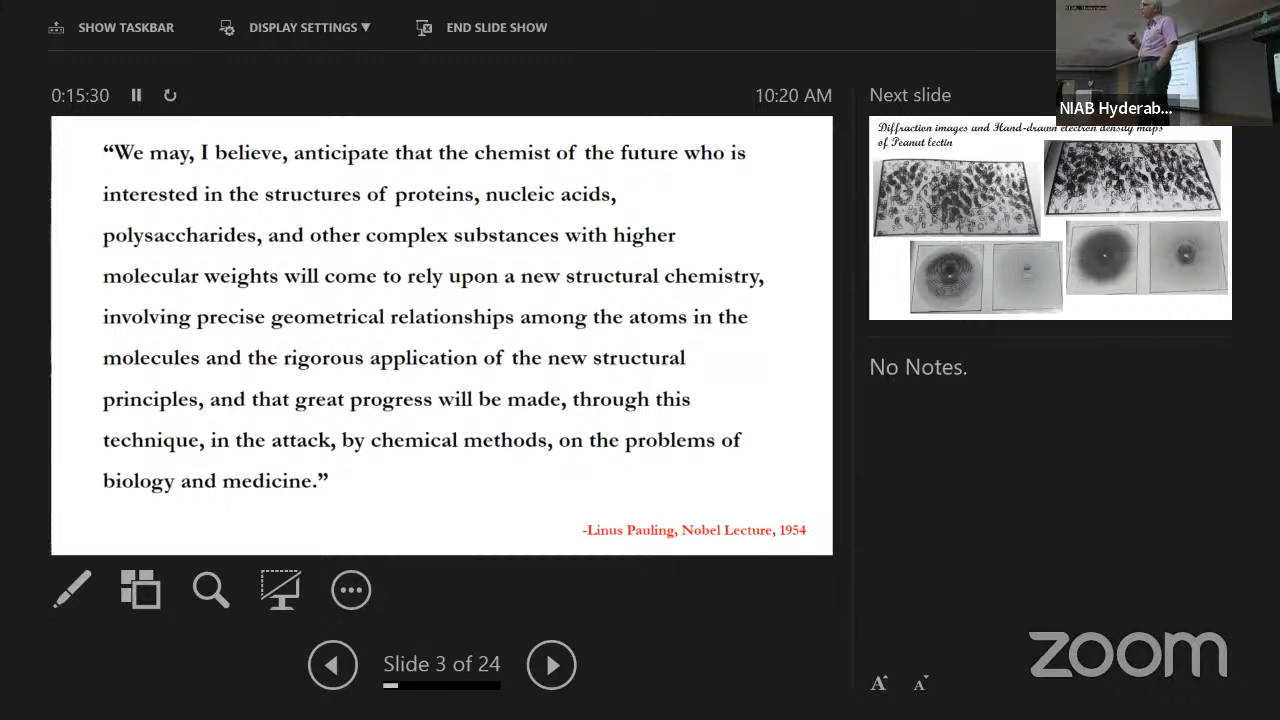 SHOW TASKBAR
DISPLAY SETTINGS ▼
END SLIDE SHOW
0:15:30
10:20 AM
“We may, I believe, anticipate that the chemist of the future who is
interested in the structures of proteins, nucleic acids,
polysaccharides, and other complex substances with higher
molecular weights will come to rely upon a new structural chemistry,
involving precise geometrical relationships among the atoms in the
molecules and the rigorous application of the new structural
principles, and that great progress will be made, through this
technique, in the attack, by chemical methods, on the problems of
biology and medicine.”
-Linus Pauling, Nobel Lecture, 1954
Slide 3 of 24
Next slide
NIAB Hyderab...
Diffraction images and Hand-drawn electron density maps
of Peanut lectin
No Notes.
A A
zoom